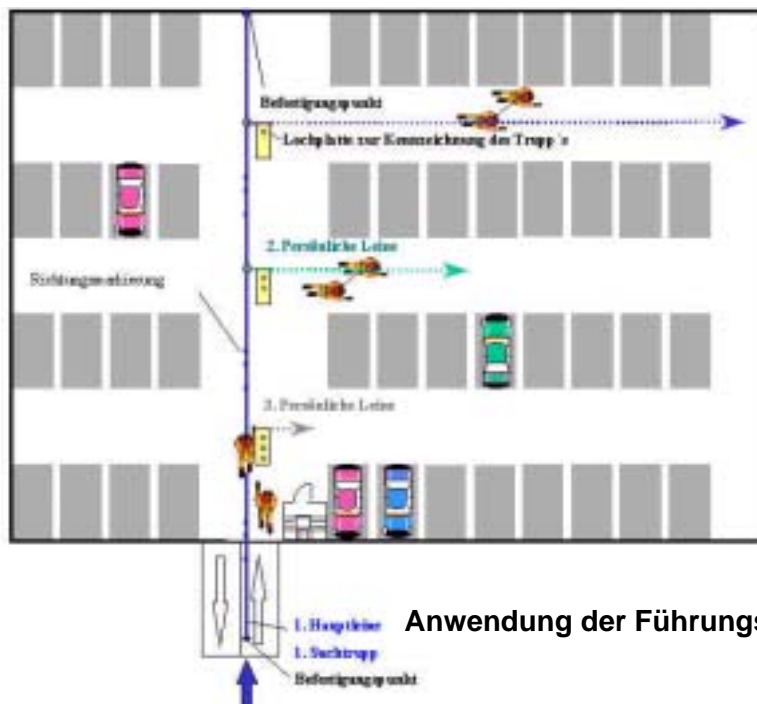 Befestigungspunkt
Lochplatte zur Kennzeichnung des Trupp´s
2. Persönliche Leine
Richtungsmarkierung
3. Persönliche Leine
1. Hauptleine
1. Suchtrupp
Anwendung der Führungs
Befestigungspunkt